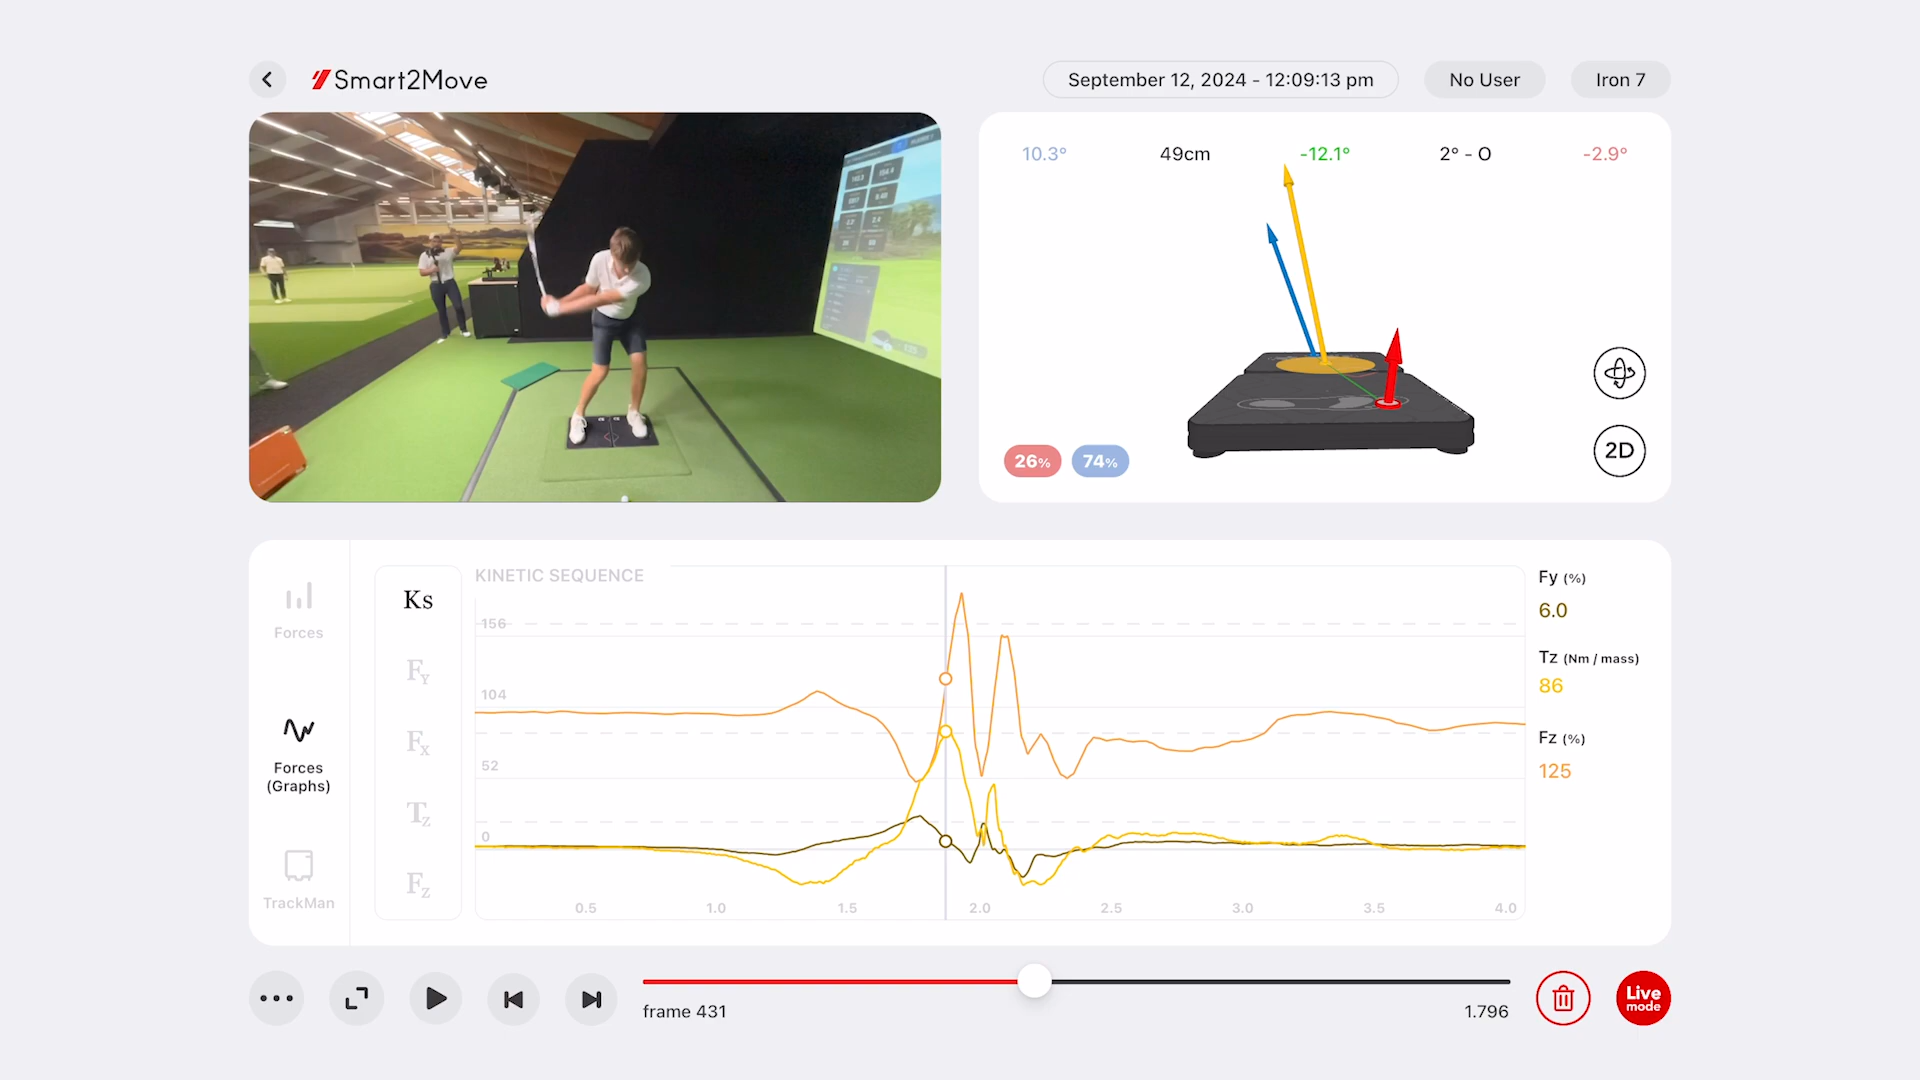 Smart2Move
September 12, 2024 - 12:09:13 pm
No User
Iron 7
10.3°
49cm
-12.1°
2° - O
-2.9°
26%
74%
2D
Forces
Forces
(Graphs)
TrackMan
Ks
FY
FX
TZ
FZ
KINETIC SEQUENCE
156
104
52
0
0.5
1.0
1.5
2.0
2.5
3.0
3.5
4.0
Fy (%)
6.0
Tz (Nm / mass)
86
Fz (%)
125
frame 431
1.796
Live
mode